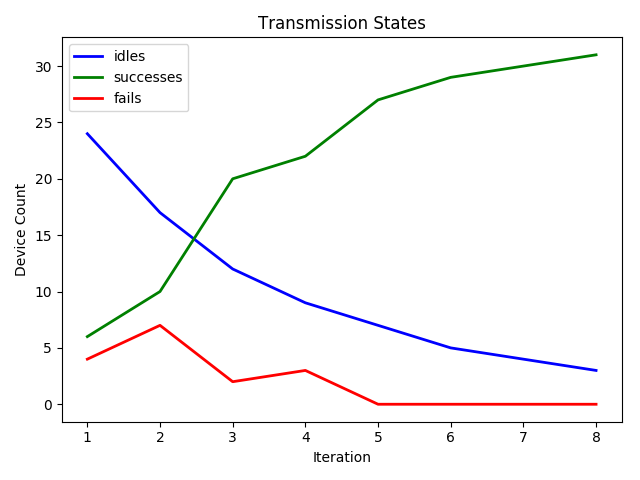 Transmission States
idles
successes
fails
Device Count
30
25
20
15
10
5
0
1 2 3 4 5 6 7 8
Iteration